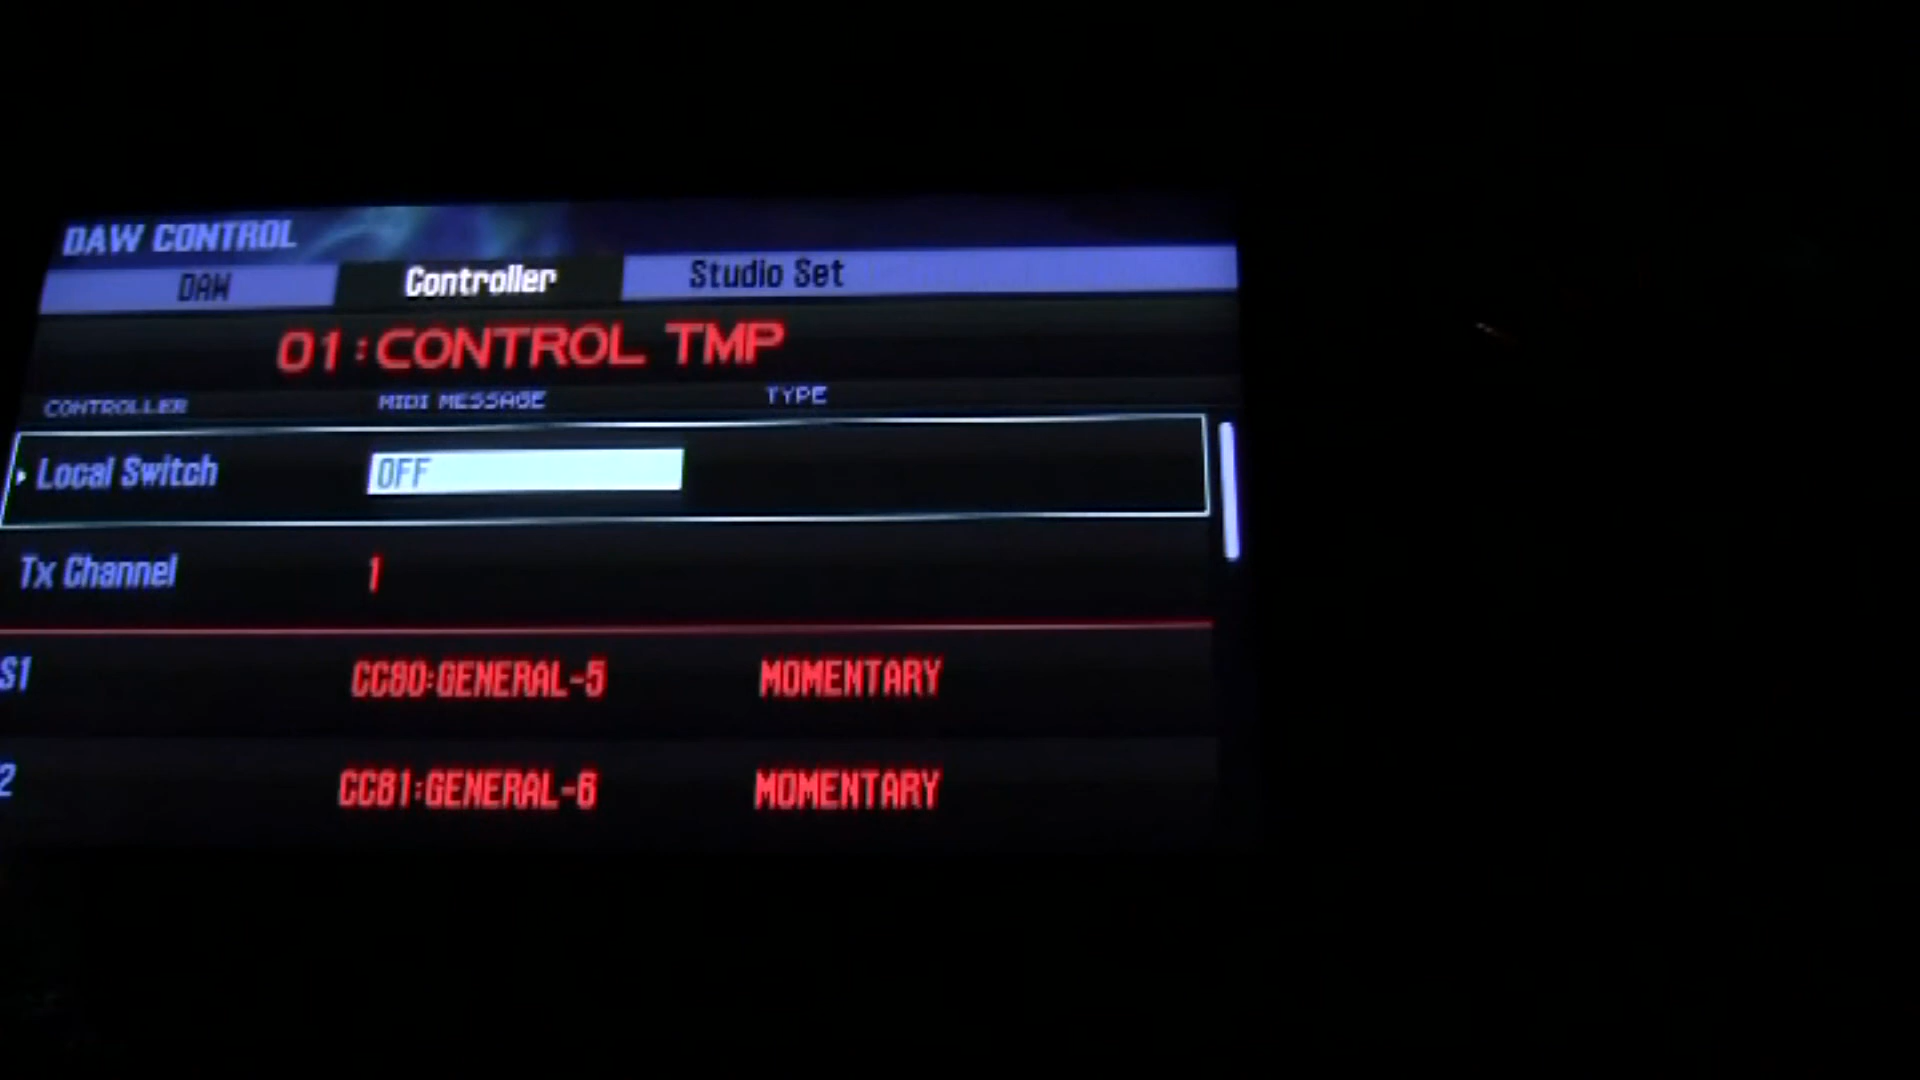 DAW CONTROL
DAW Controller Studio Set
01:CONTROL TMP
CONTROLLER MIDI MESSAGE TYPE
Local Switch OFF
Tx Channel 1
S1 CC80:GENERAL-5 MOMENTARY
2 CC81:GENERAL-6 MOMENTARY